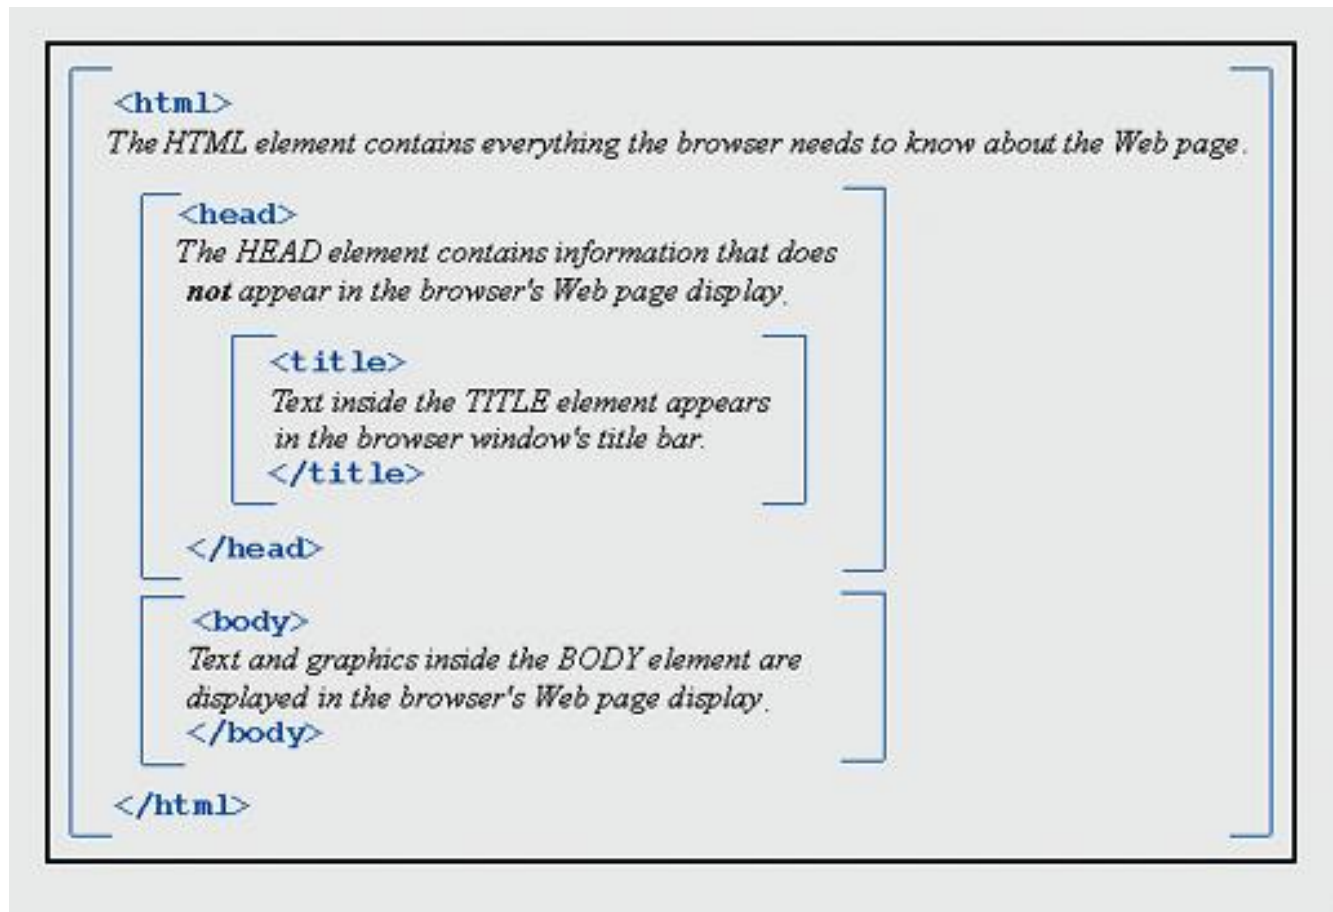 <html>
The HTML element contains everything the browser needs to know about the Web page.
<head>
The HEAD element contains information that does
not appear in the browser's Web page display.
<title>
Text inside the TITLE element appears
in the browser window's title bar.
</title>
</head>
<body>
Text and graphics inside the BODY element are
displayed in the browser's Web page display.
</body>
</html>